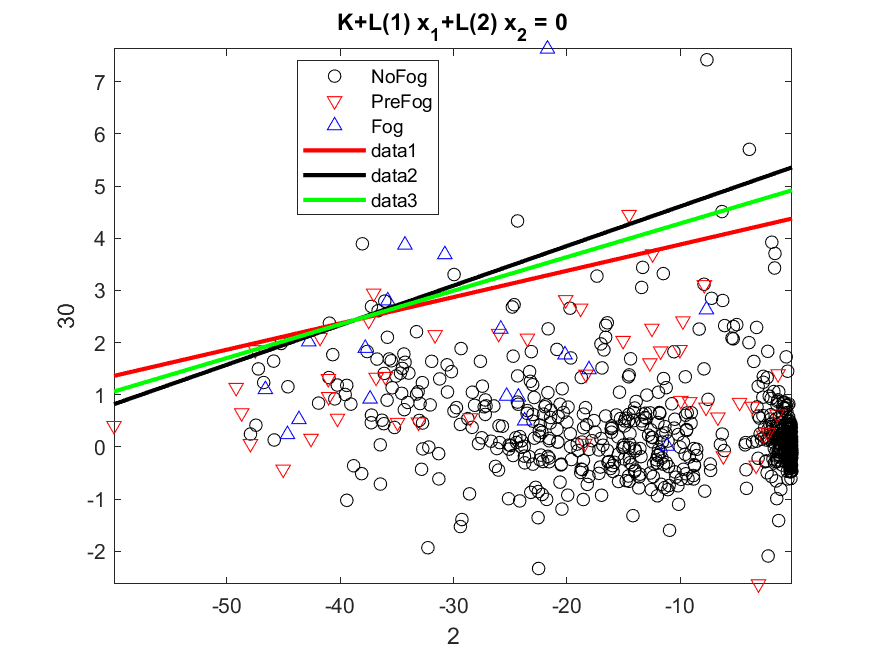 K+L(1) x₁+L(2) x₂ = 0
NoFog
PreFog
Fog
data1
data2
data3
7
6
5
4
3
2
1
0
-1
-2
30
-50
-40
-30
-20
-10
2